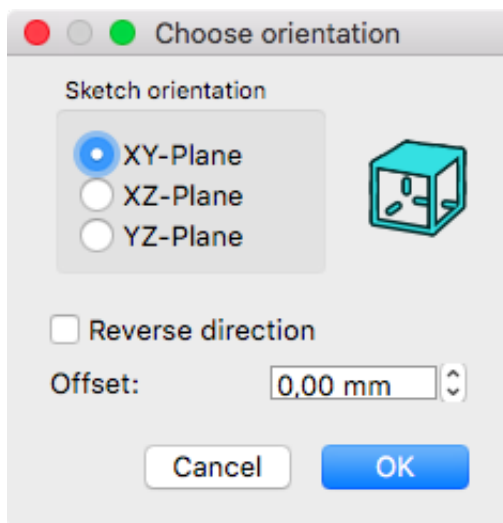 Choose orientation
Sketch orientation
XY-Plane
XZ-Plane
YZ-Plane
Reverse direction
Offset: 0,00 mm
Cancel OK